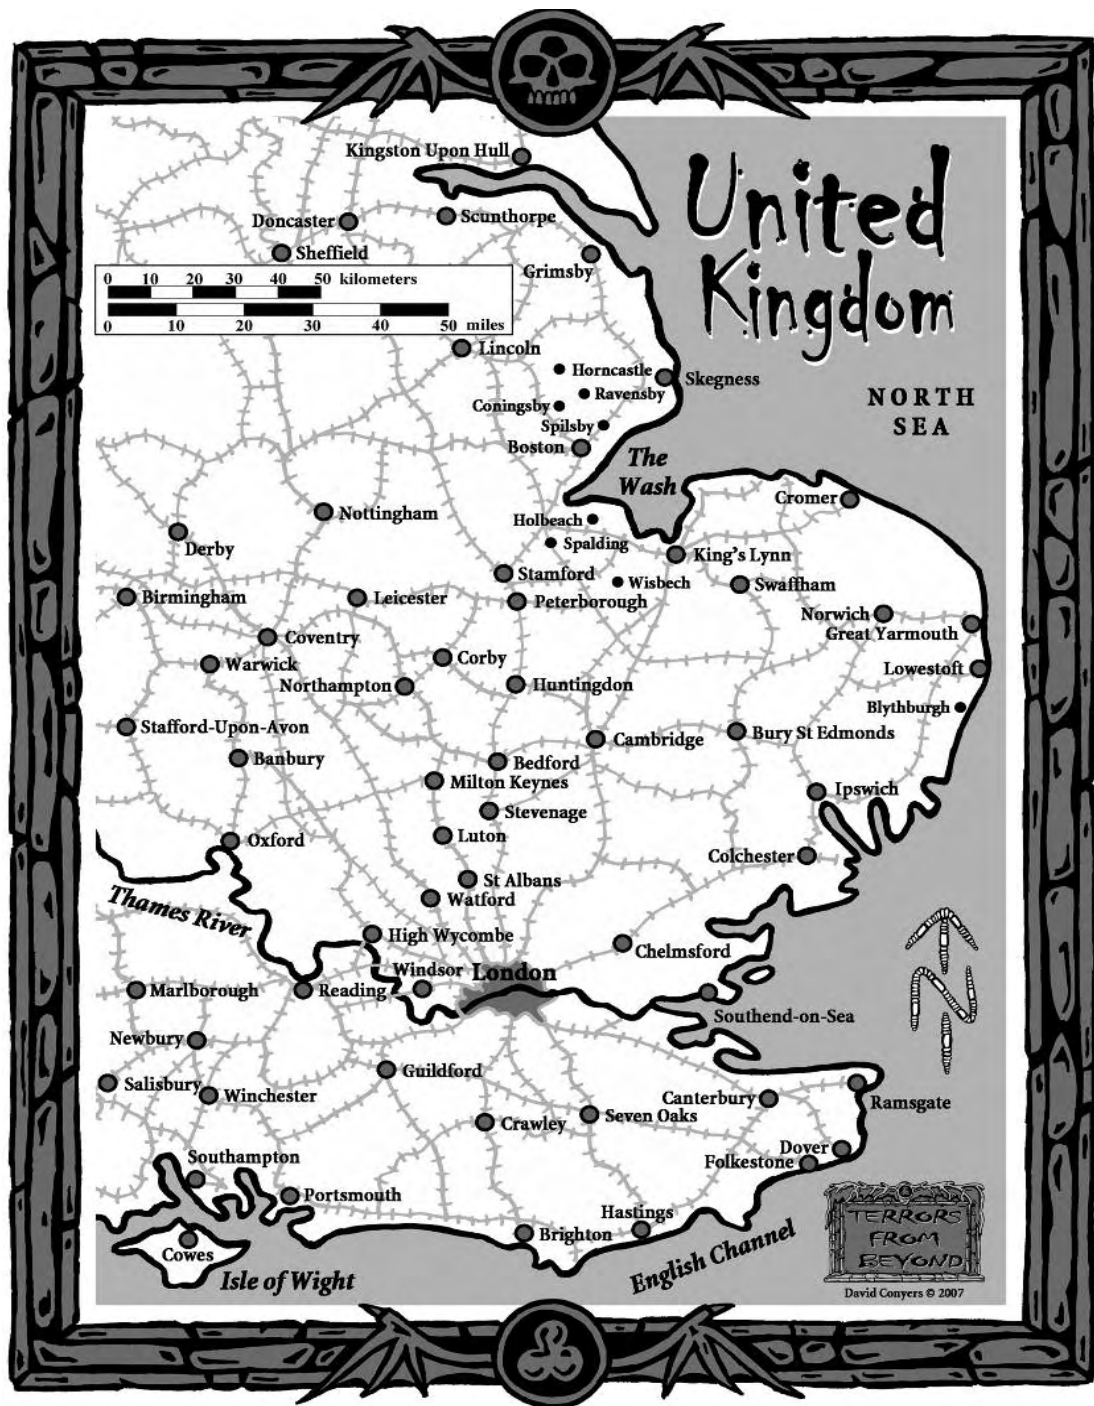 United
Kingdom
Kingston Upon Hull
Doncaster
Scunthorpe
Sheffield
Grimsby
0 10 20 30 40 50 kilometers
0 10 20 30 40 50 miles
Lincoln
Horncastle
Skegness
Ravensby
Coningsby
NORTH
SEA
Spilsby
Boston
The
Wash
Cromer
Nottingham
Holbeach
Derby
Spalding
King's Lynn
Stamford
Wisbech
Swaffham
Birmingham
Leicester
Peterborough
Norwich
Great Yarmouth
Coventry
Warwick
Corby
Lowestoft
Northampton
Huntingdon
Blythburgh
Stafford-Upon-Avon
Cambridge
Bury St Edmonds
Banbury
Bedford
Milton Keynes
Ipswich
Stevenage
Oxford
Luton
Colchester
St Albans
Watford
Thames River
High Wycombe
Chelmsford
Windsor
London
Marlborough
Reading
Southend-on-Sea
Newbury
Guildford
Salisbury
Winchester
Canterbury
Ramsgate
Crawley
Seven Oaks
Dover
Southampton
Folkestone
Portsmouth
Hastings
Brighton
Cowes
Isle of Wight
English Channel
N
TERRORS
FROM
BEYOND
David Conyers © 2007